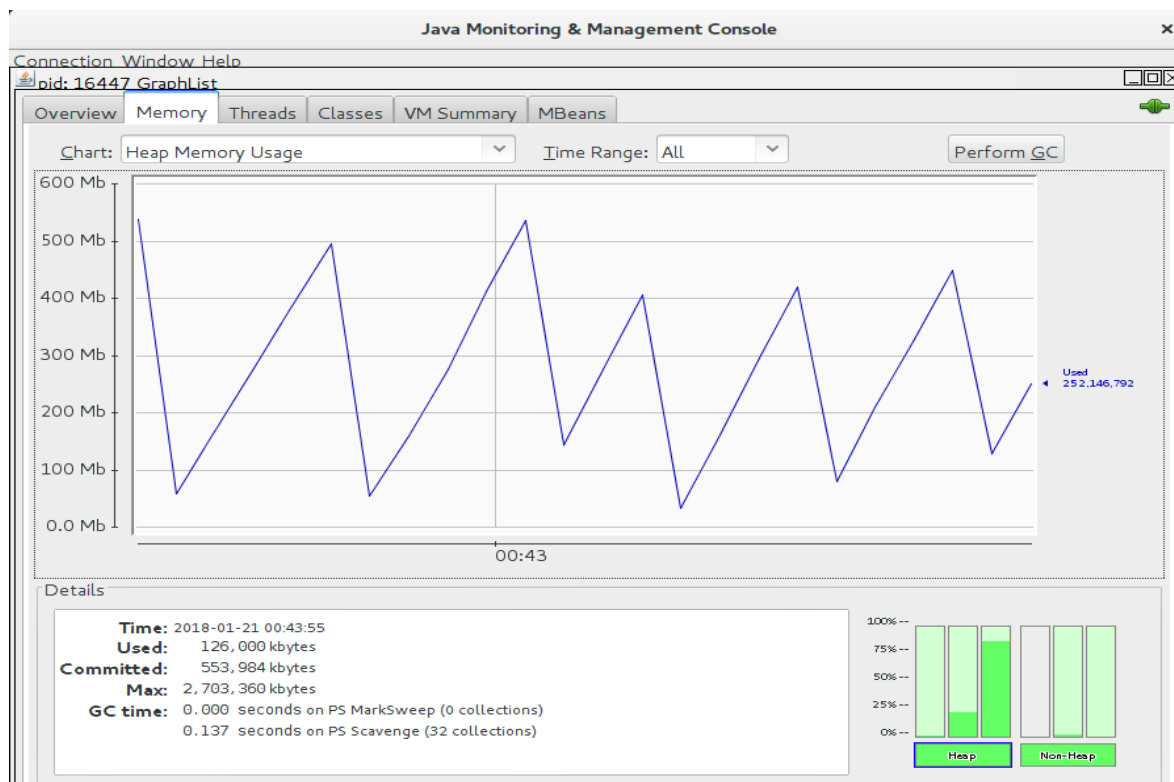 Java Monitoring & Management Console
Connection Window Help
pid: 16447 GraphList
Overview Memory Threads Classes VM Summary MBeans
Chart: Heap Memory Usage Time Range: All Perform GC
600 Mb
500 Mb
400 Mb
300 Mb
200 Mb
100 Mb
0.0 Mb
Used
252,146,792
00:43
Details
Time: 2018-01-21 00:43:55
Used: 126,000 kbytes
Committed: 553,984 kbytes
Max: 2,703,360 kbytes
GC time: 0.000 seconds on PS MarkSweep (0 collections)
0.137 seconds on PS Scavenge (32 collections)
100% --
75% --
50% --
25% --
0% --
Heap Non-Heap